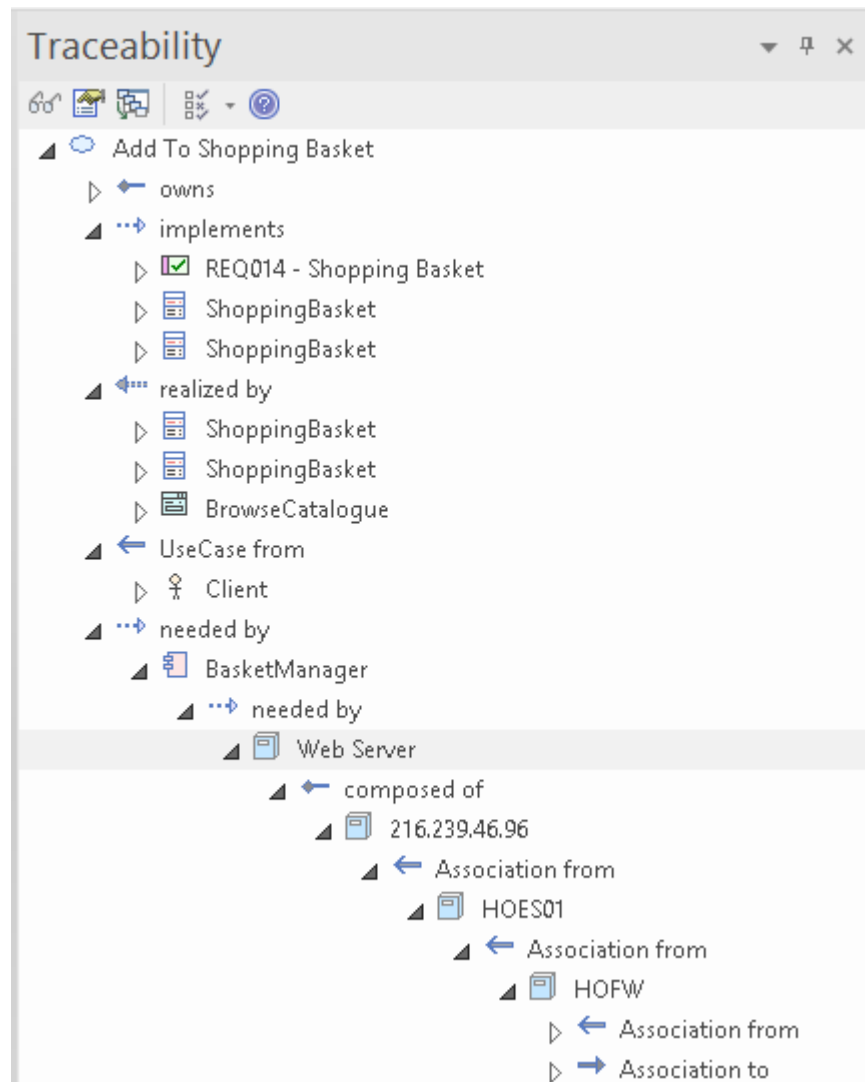 Traceability
Add To Shopping Basket
owns
implements
REQ014 - Shopping Basket
ShoppingBasket
ShoppingBasket
realized by
ShoppingBasket
ShoppingBasket
BrowseCatalogue
UseCase from
Client
needed by
BasketManager
needed by
Web Server
composed of
216.239.46.96
Association from
HOES01
Association from
HOFW
Association from
Association to